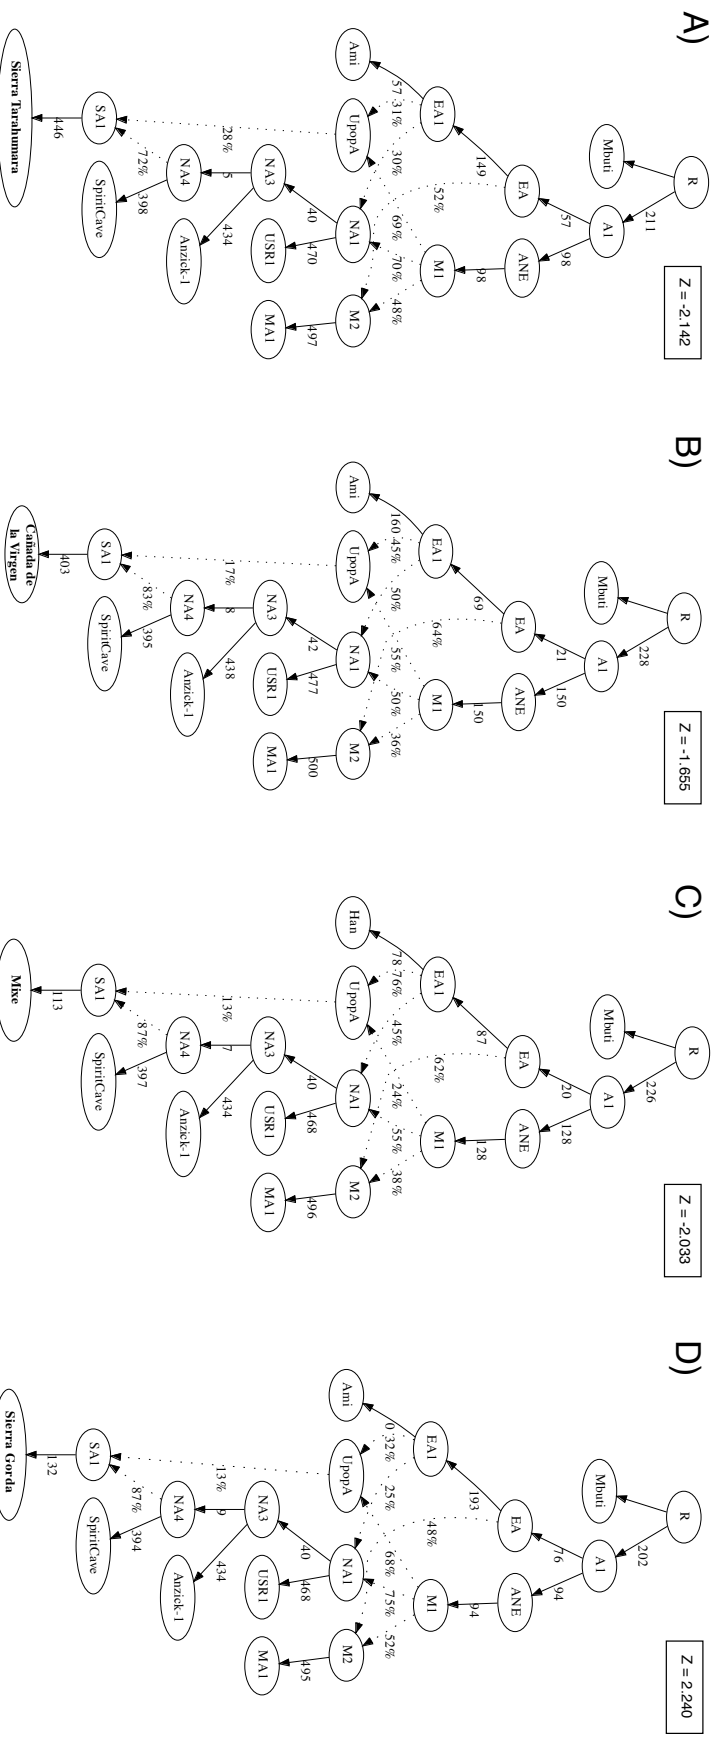 A)
Z = -2.142
R
211
Mbuti
A1
57
98
EA
ANE
149
98
EA1
M1
57
31%
30%
52%
69%
70%
48%
Ami
UpopA
NA1
M2
40
470
497
NA3
USR1
MA1
28%
5
434
NA4
Anzick-1
72%
398
SA1
SpiritCave
446
Sierra Tarahumara
B)
Z = -1.655
R
228
Mbuti
A1
21
150
EA
ANE
69
150
EA1
M1
160
45%
50%
64%
55%
50%
36%
Ami
UpopA
NA1
M2
42
477
500
NA3
USR1
MA1
17%
8
438
NA4
Anzick-1
83%
395
SA1
SpiritCave
403
Cañada de
la Virgen
C)
Z = -2.033
R
226
Mbuti
A1
20
128
EA
ANE
87
128
EA1
M1
78
76%
45%
62%
24%
55%
38%
Han
UpopA
NA1
M2
40
468
496
NA3
USR1
MA1
13%
7
434
NA4
Anzick-1
87%
397
SA1
SpiritCave
113
Mixe
D)
Z = 2.240
R
202
Mbuti
A1
76
94
EA
ANE
193
94
EA1
M1
0
32%
25%
48%
68%
75%
52%
Ami
UpopA
NA1
M2
40
468
495
NA3
USR1
MA1
13%
9
434
NA4
Anzick-1
87%
394
SA1
SpiritCave
132
Sierra Gorda